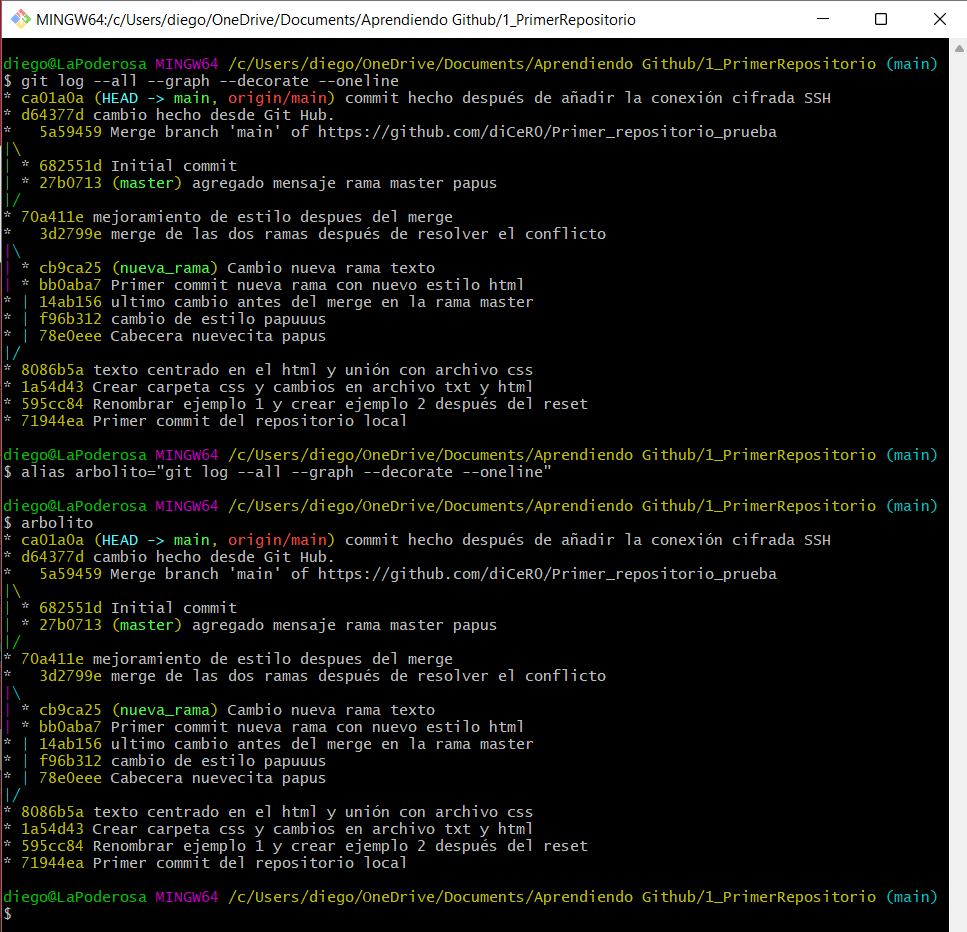 MINGW64:/c/Users/diego/OneDrive/Documents/Aprendiendo Github/1_PrimerRepositorio
diego@LaPoderosa MINGW64 /c/Users/diego/OneDrive/Documents/Aprendiendo Github/1_PrimerRepositorio (main)
$ git log --all --graph --decorate --oneline
* ca01a0a (HEAD -> main, origin/main) commit hecho después de añadir la conexión cifrada SSH
* d64377d cambio hecho desde Git Hub.
*   5a59459 Merge branch 'main' of https://github.com/diCeR0/Primer_repositorio_prueba
|\
| * 682551d Initial commit
| * 27b0713 (master) agregado mensaje rama master papus
|/
* 70a411e mejoramiento de estilo despues del merge
*   3d2799e merge de las dos ramas después de resolver el conflicto
|\
| * cb9ca25 (nueva_rama) Cambio nueva rama texto
| * bb0aba7 Primer commit nueva rama con nuevo estilo html
* | 14ab156 ultimo cambio antes del merge en la rama master
* | f96b312 cambio de estilo papuuus
* | 78e0eee Cabecera nuevecita papus
|/
* 8086b5a texto centrado en el html y unión con archivo css
* 1a54d43 Crear carpeta css y cambios en archivo txt y html
* 595cc84 Renombrar ejemplo 1 y crear ejemplo 2 después del reset
* 71944ea Primer commit del repositorio local
diego@LaPoderosa MINGW64 /c/Users/diego/OneDrive/Documents/Aprendiendo Github/1_PrimerRepositorio (main)
$ alias arbolito="git log --all --graph --decorate --oneline"
diego@LaPoderosa MINGW64 /c/Users/diego/OneDrive/Documents/Aprendiendo Github/1_PrimerRepositorio (main)
$ arbolito
* ca01a0a (HEAD -> main, origin/main) commit hecho después de añadir la conexión cifrada SSH
* d64377d cambio hecho desde Git Hub.
*   5a59459 Merge branch 'main' of https://github.com/diCeR0/Primer_repositorio_prueba
|\
| * 682551d Initial commit
| * 27b0713 (master) agregado mensaje rama master papus
|/
* 70a411e mejoramiento de estilo despues del merge
*   3d2799e merge de las dos ramas después de resolver el conflicto
|\
| * cb9ca25 (nueva_rama) Cambio nueva rama texto
| * bb0aba7 Primer commit nueva rama con nuevo estilo html
* | 14ab156 ultimo cambio antes del merge en la rama master
* | f96b312 cambio de estilo papuuus
* | 78e0eee Cabecera nuevecita papus
|/
* 8086b5a texto centrado en el html y unión con archivo css
* 1a54d43 Crear carpeta css y cambios en archivo txt y html
* 595cc84 Renombrar ejemplo 1 y crear ejemplo 2 después del reset
* 71944ea Primer commit del repositorio local
diego@LaPoderosa MINGW64 /c/Users/diego/OneDrive/Documents/Aprendiendo Github/1_PrimerRepositorio (main)
$